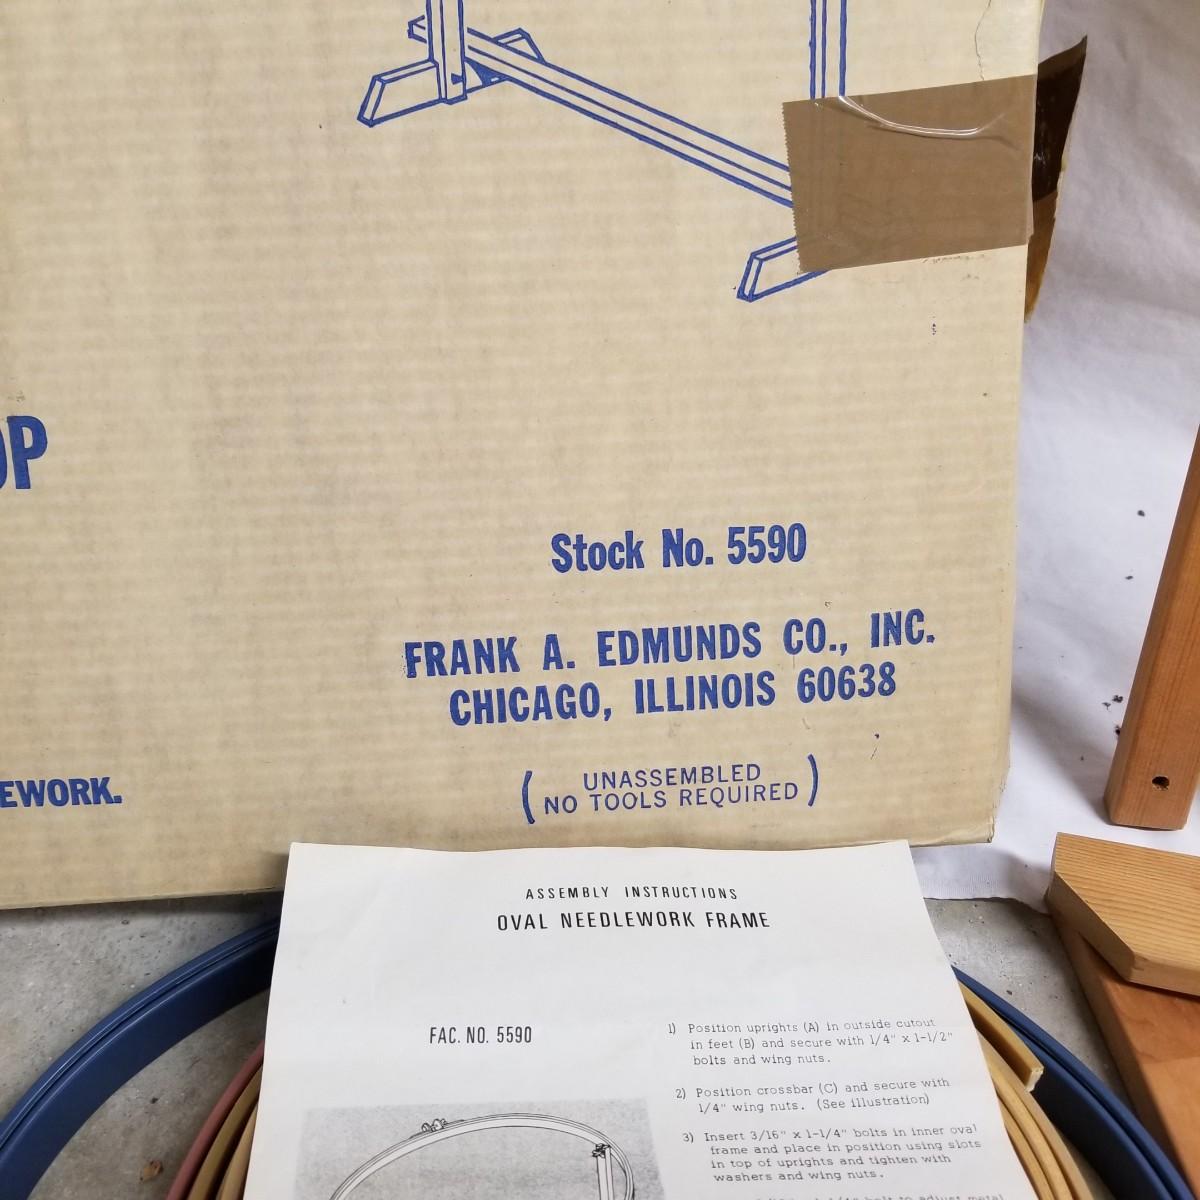 OP
Stock No. 5590
FRANK A. EDMUNDS CO., INC.
CHICAGO, ILLINOIS 60638
EWORK.
( UNASSEMBLED
NO TOOLS REQUIRED )
ASSEMBLY INSTRUCTIONS
OVAL NEEDLEWORK FRAME
FAC. NO. 5590
1) Position uprights (A) in outside cutout
in feet (B) and secure with 1/4" x 1-1/2"
bolts and wing nuts.
2) Position crossbar (C) and secure with
1/4" wing nuts. (See illustration)
3) Insert 3/16" x 1-1/4" bolts in inner oval
frame and place in position using slots
in top of uprights and tighten with
washers and wing nuts.
bolt to adjust metal